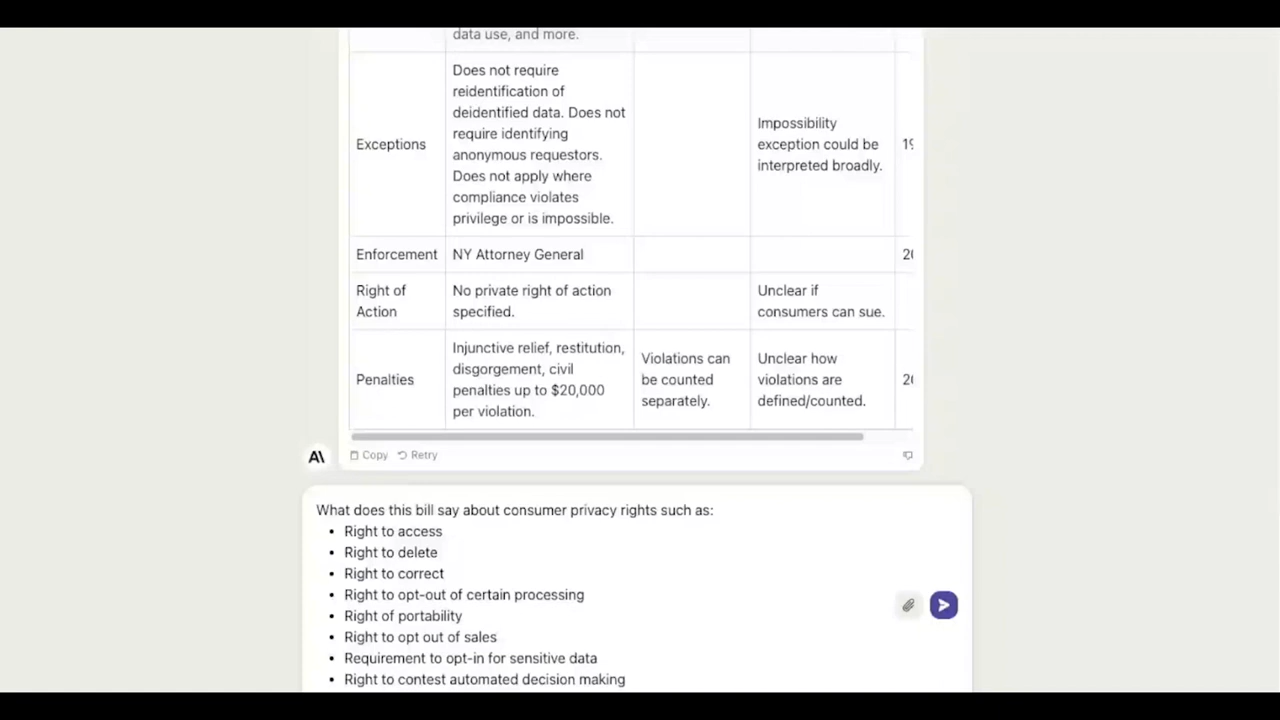 data use, and more.
Exceptions
Does not require
reidentification of
deidentified data. Does not
require identifying
anonymous requestors.
Does not apply where
compliance violates
privilege or is impossible.
Impossibility
exception could be
interpreted broadly.
19
Enforcement
NY Attorney General
20
Right of
Action
No private right of action
specified.
Unclear if
consumers can sue.
Penalties
Injunctive relief, restitution,
disgorgement, civil
penalties up to $20,000
per violation.
Violations can
be counted
separately.
Unclear how
violations are
defined/counted.
20
A\
Copy Retry
What does this bill say about consumer privacy rights such as:
• Right to access
• Right to delete
• Right to correct
• Right to opt-out of certain processing
• Right of portability
• Right to opt out of sales
• Requirement to opt-in for sensitive data
• Right to contest automated decision making